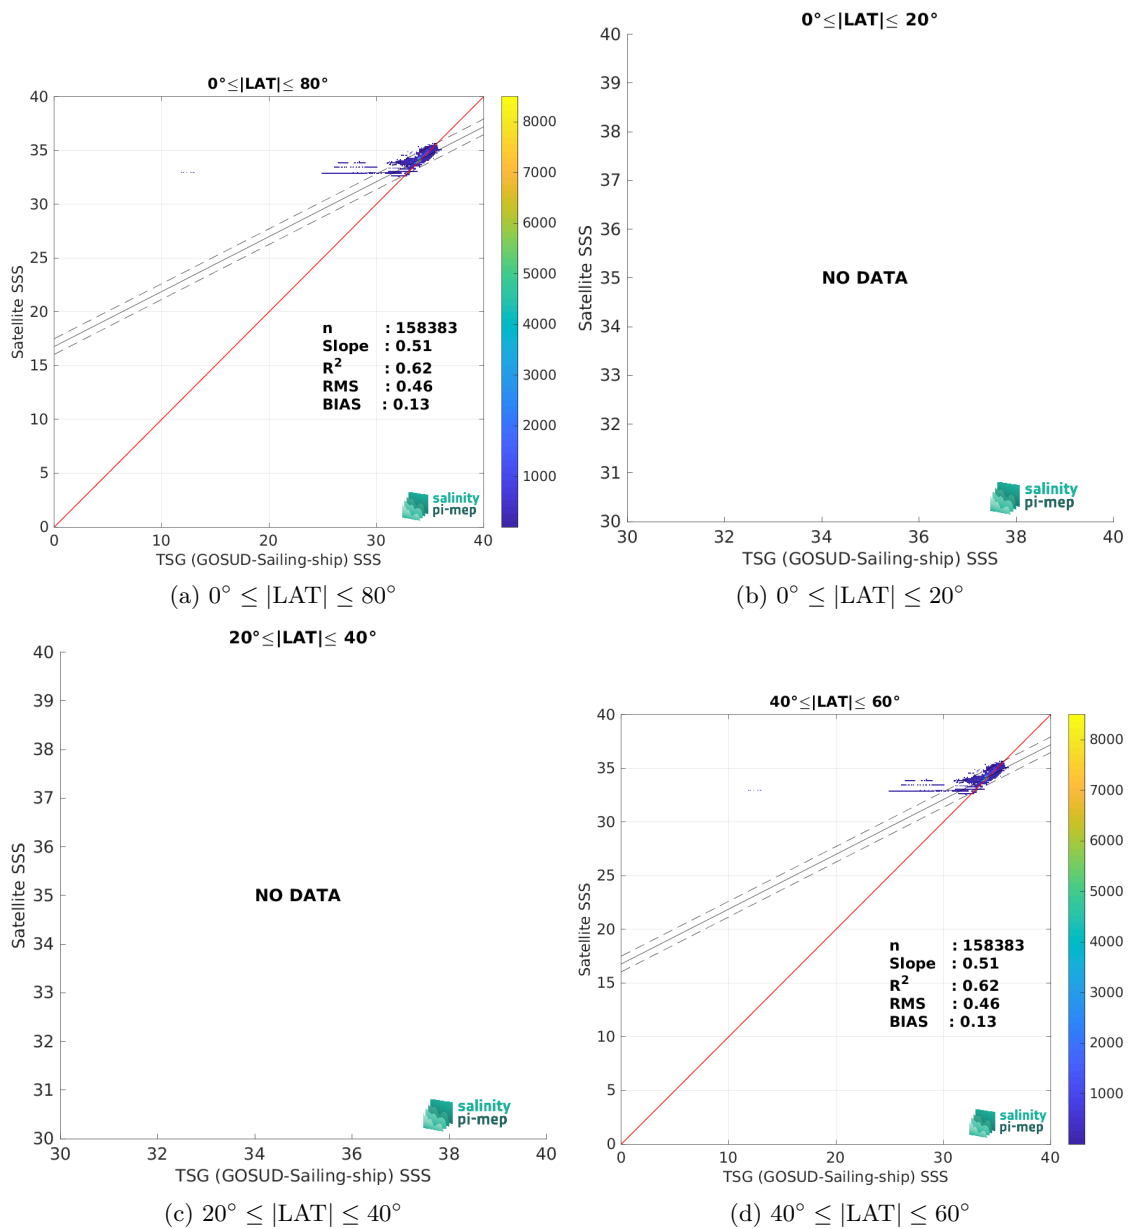 0°≤|LAT|≤ 80°
40
35
30
25
20
15
10
5
0
Satellite SSS
n : 158383
Slope : 0.51
R² : 0.62
RMS : 0.46
BIAS : 0.13
salinity
pi-mep
0 10 20 30 40
TSG (GOSUD-Sailing-ship) SSS
8000
7000
6000
5000
4000
3000
2000
1000
(a) 0° ≤ |LAT| ≤ 80°
0°≤|LAT|≤ 20°
40
39
38
37
36
35
34
33
32
31
30
Satellite SSS
NO DATA
salinity
pi-mep
30 32 34 36 38 40
TSG (GOSUD-Sailing-ship) SSS
(b) 0° ≤ |LAT| ≤ 20°
20°≤|LAT|≤ 40°
40
39
38
37
36
35
34
33
32
31
30
Satellite SSS
NO DATA
salinity
pi-mep
30 32 34 36 38 40
TSG (GOSUD-Sailing-ship) SSS
(c) 20° ≤ |LAT| ≤ 40°
40°≤|LAT|≤ 60°
40
35
30
25
20
15
10
5
0
Satellite SSS
n : 158383
Slope : 0.51
R² : 0.62
RMS : 0.46
BIAS : 0.13
salinity
pi-mep
0 10 20 30 40
TSG (GOSUD-Sailing-ship) SSS
8000
7000
6000
5000
4000
3000
2000
1000
(d) 40° ≤ |LAT| ≤ 60°